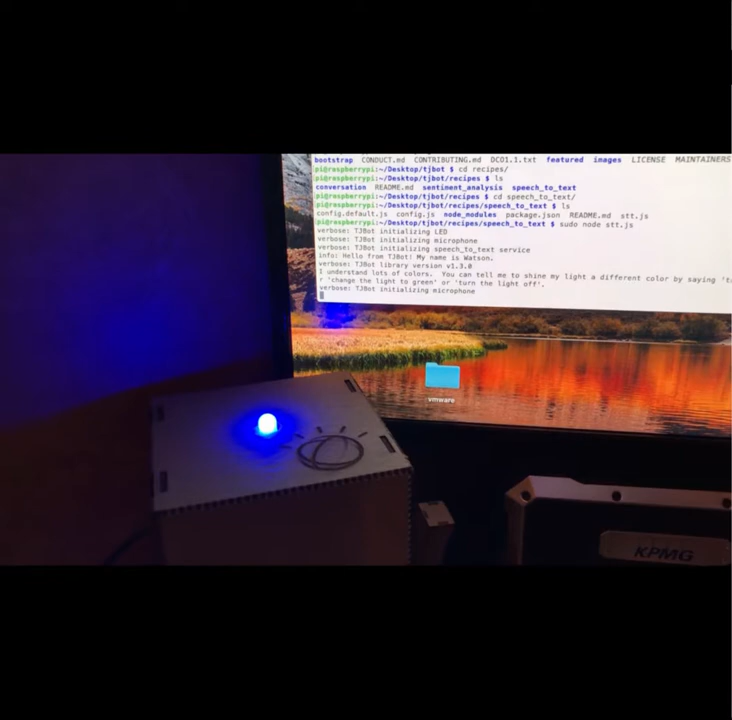 bootstrap CONDUCT.md CONTRIBUTING.md DCO1.1.txt featured images LICENSE MAINTAINERS
pi@raspberrypi:~/Desktop/tjbot $ cd recipes/
pi@raspberrypi:~/Desktop/tjbot/recipes $ ls
conversation README.md sentiment_analysis speech_to_text
pi@raspberrypi:~/Desktop/tjbot/recipes $ cd speech_to_text/
pi@raspberrypi:~/Desktop/tjbot/recipes/speech_to_text $ ls
config.default.js config.js node_modules package.json README.md stt.js
pi@raspberrypi:~/Desktop/tjbot/recipes/speech_to_text $ sudo node stt.js
verbose: TJBot initializing LED
verbose: TJBot initializing microphone
verbose: TJBot initializing speech_to_text service
info: Hello from TJBot! My name is Watson.
verbose: TJBot library version v1.3.0
I understand lots of colors. You can tell me to shine my light a different color by saying
r 'change the light to green' or 'turn the light off'.
verbose: TJBot initializing microphone
vmware
KPMG